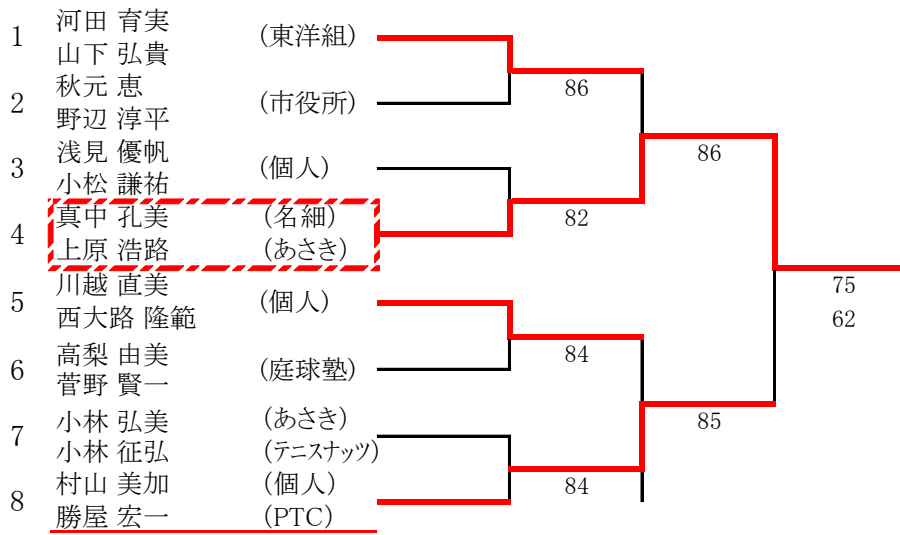 1 河田 育実 (東洋組)
山下 弘貴
86
2 秋元 恵 (市役所)
野辺 淳平
86
3 浅見 優帆 (個人)
小松 謙祐
82
4 真中 孔美 (名細)
上原 浩路 (あさき)
75
62
5 川越 直美 (個人)
西大路 隆範
84
6 高梨 由美 (庭球塾)
菅野 賢一
85
7 小林 弘美 (あさき)
小林 征弘 (テニスナッツ)
84
8 村山 美加 (個人)
勝屋 宏一 (PTC)